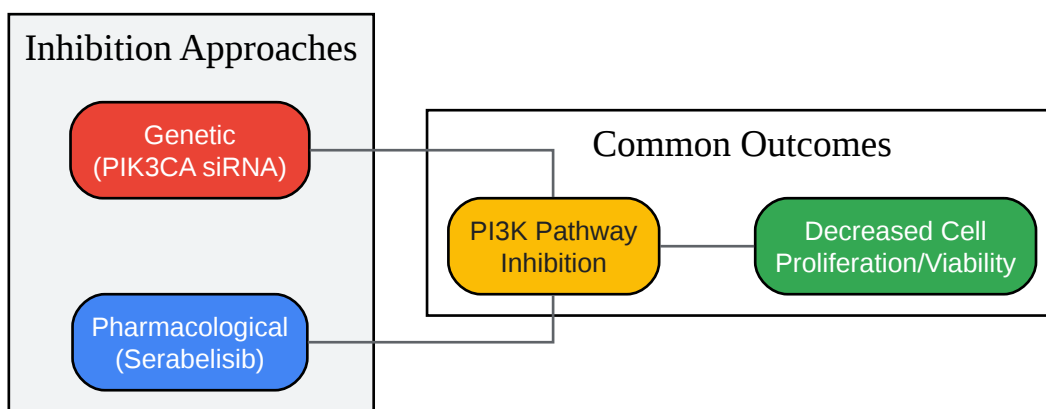 Inhibition Approaches
Genetic
(PIK3CA siRNA)
Pharmacological
(Serabelisib)
Common Outcomes
PI3K Pathway
Inhibition
Decreased Cell
Proliferation/Viability